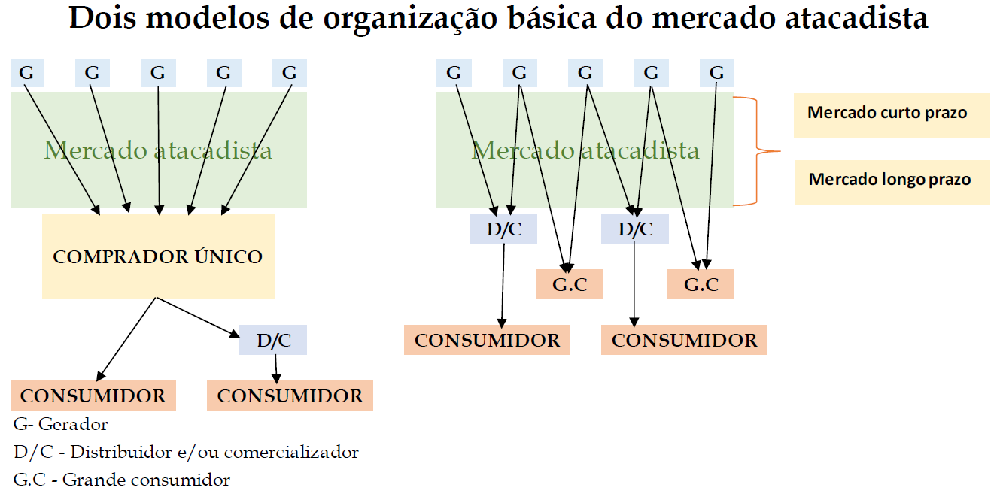 Dois modelos de organização básica do mercado atacadista
G G G G G
Mercado atacadista
COMPRADOR ÚNICO
D/C
CONSUMIDOR CONSUMIDOR
G- Gerador
D/C - Distribuidor e/ou comercializador
G.C - Grande consumidor
G G G G G
Mercado atacadista
D/C D/C
G.C G.C
CONSUMIDOR CONSUMIDOR
Mercado curto prazo
Mercado longo prazo